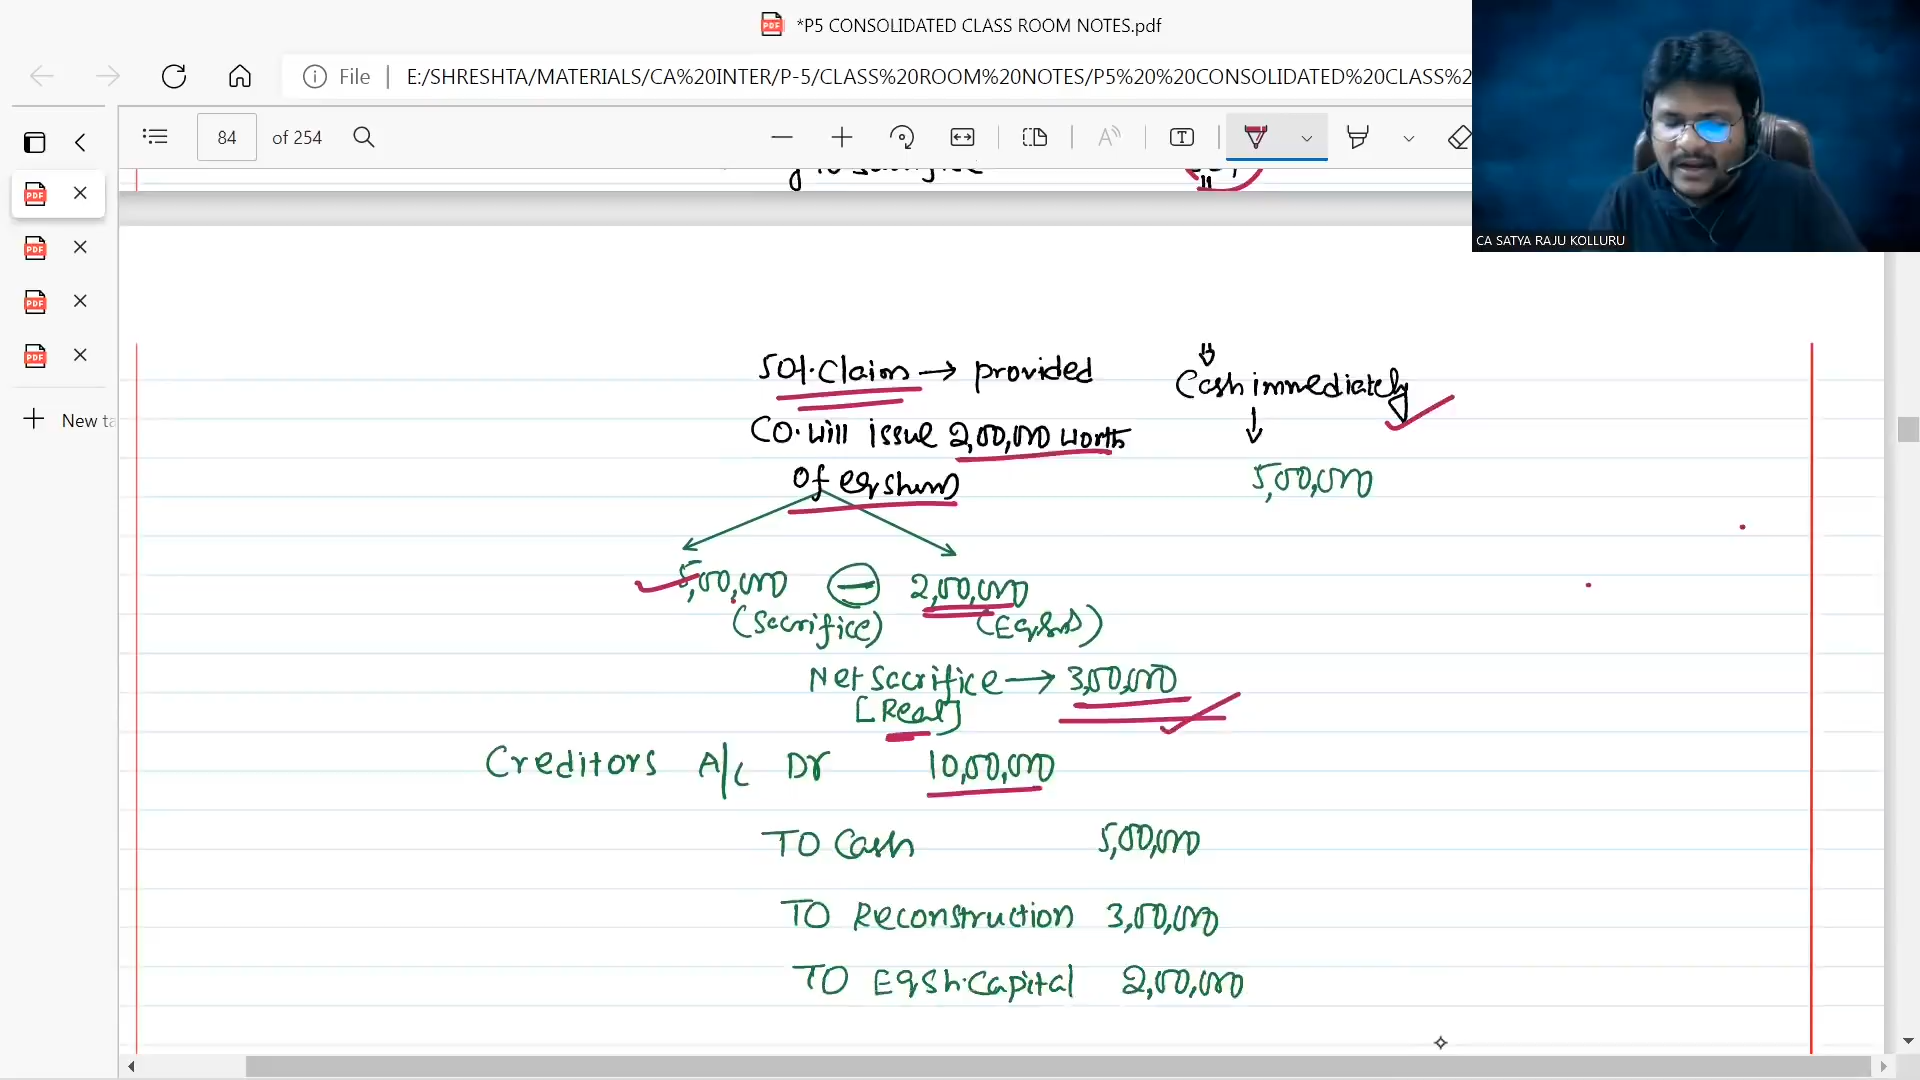 *P5 CONSOLIDATED CLASS ROOM NOTES.pdf
File | E:/SHRESHTA/MATERIALS/CA%20INTER/P-5/CLASS%20ROOM%20NOTES/P5%20%20CONSOLIDATED%20CLASS%2
84 of 254
CA SATYA RAJU KOLLURU
New ta
50%. Claim → provided
Cash immediately
CO. will issue 2,00,000 worth
of eq shares
5,00,000
5,00,000 − 2,00,000
(Sacrifice) (Eq Sh)
Net Sacrifice → 3,00,000
[Real]
Creditors A/c Dr 10,00,000
TO Cash 5,00,000
TO Reconstruction 3,00,000
TO Eq Sh. Capital 2,00,000